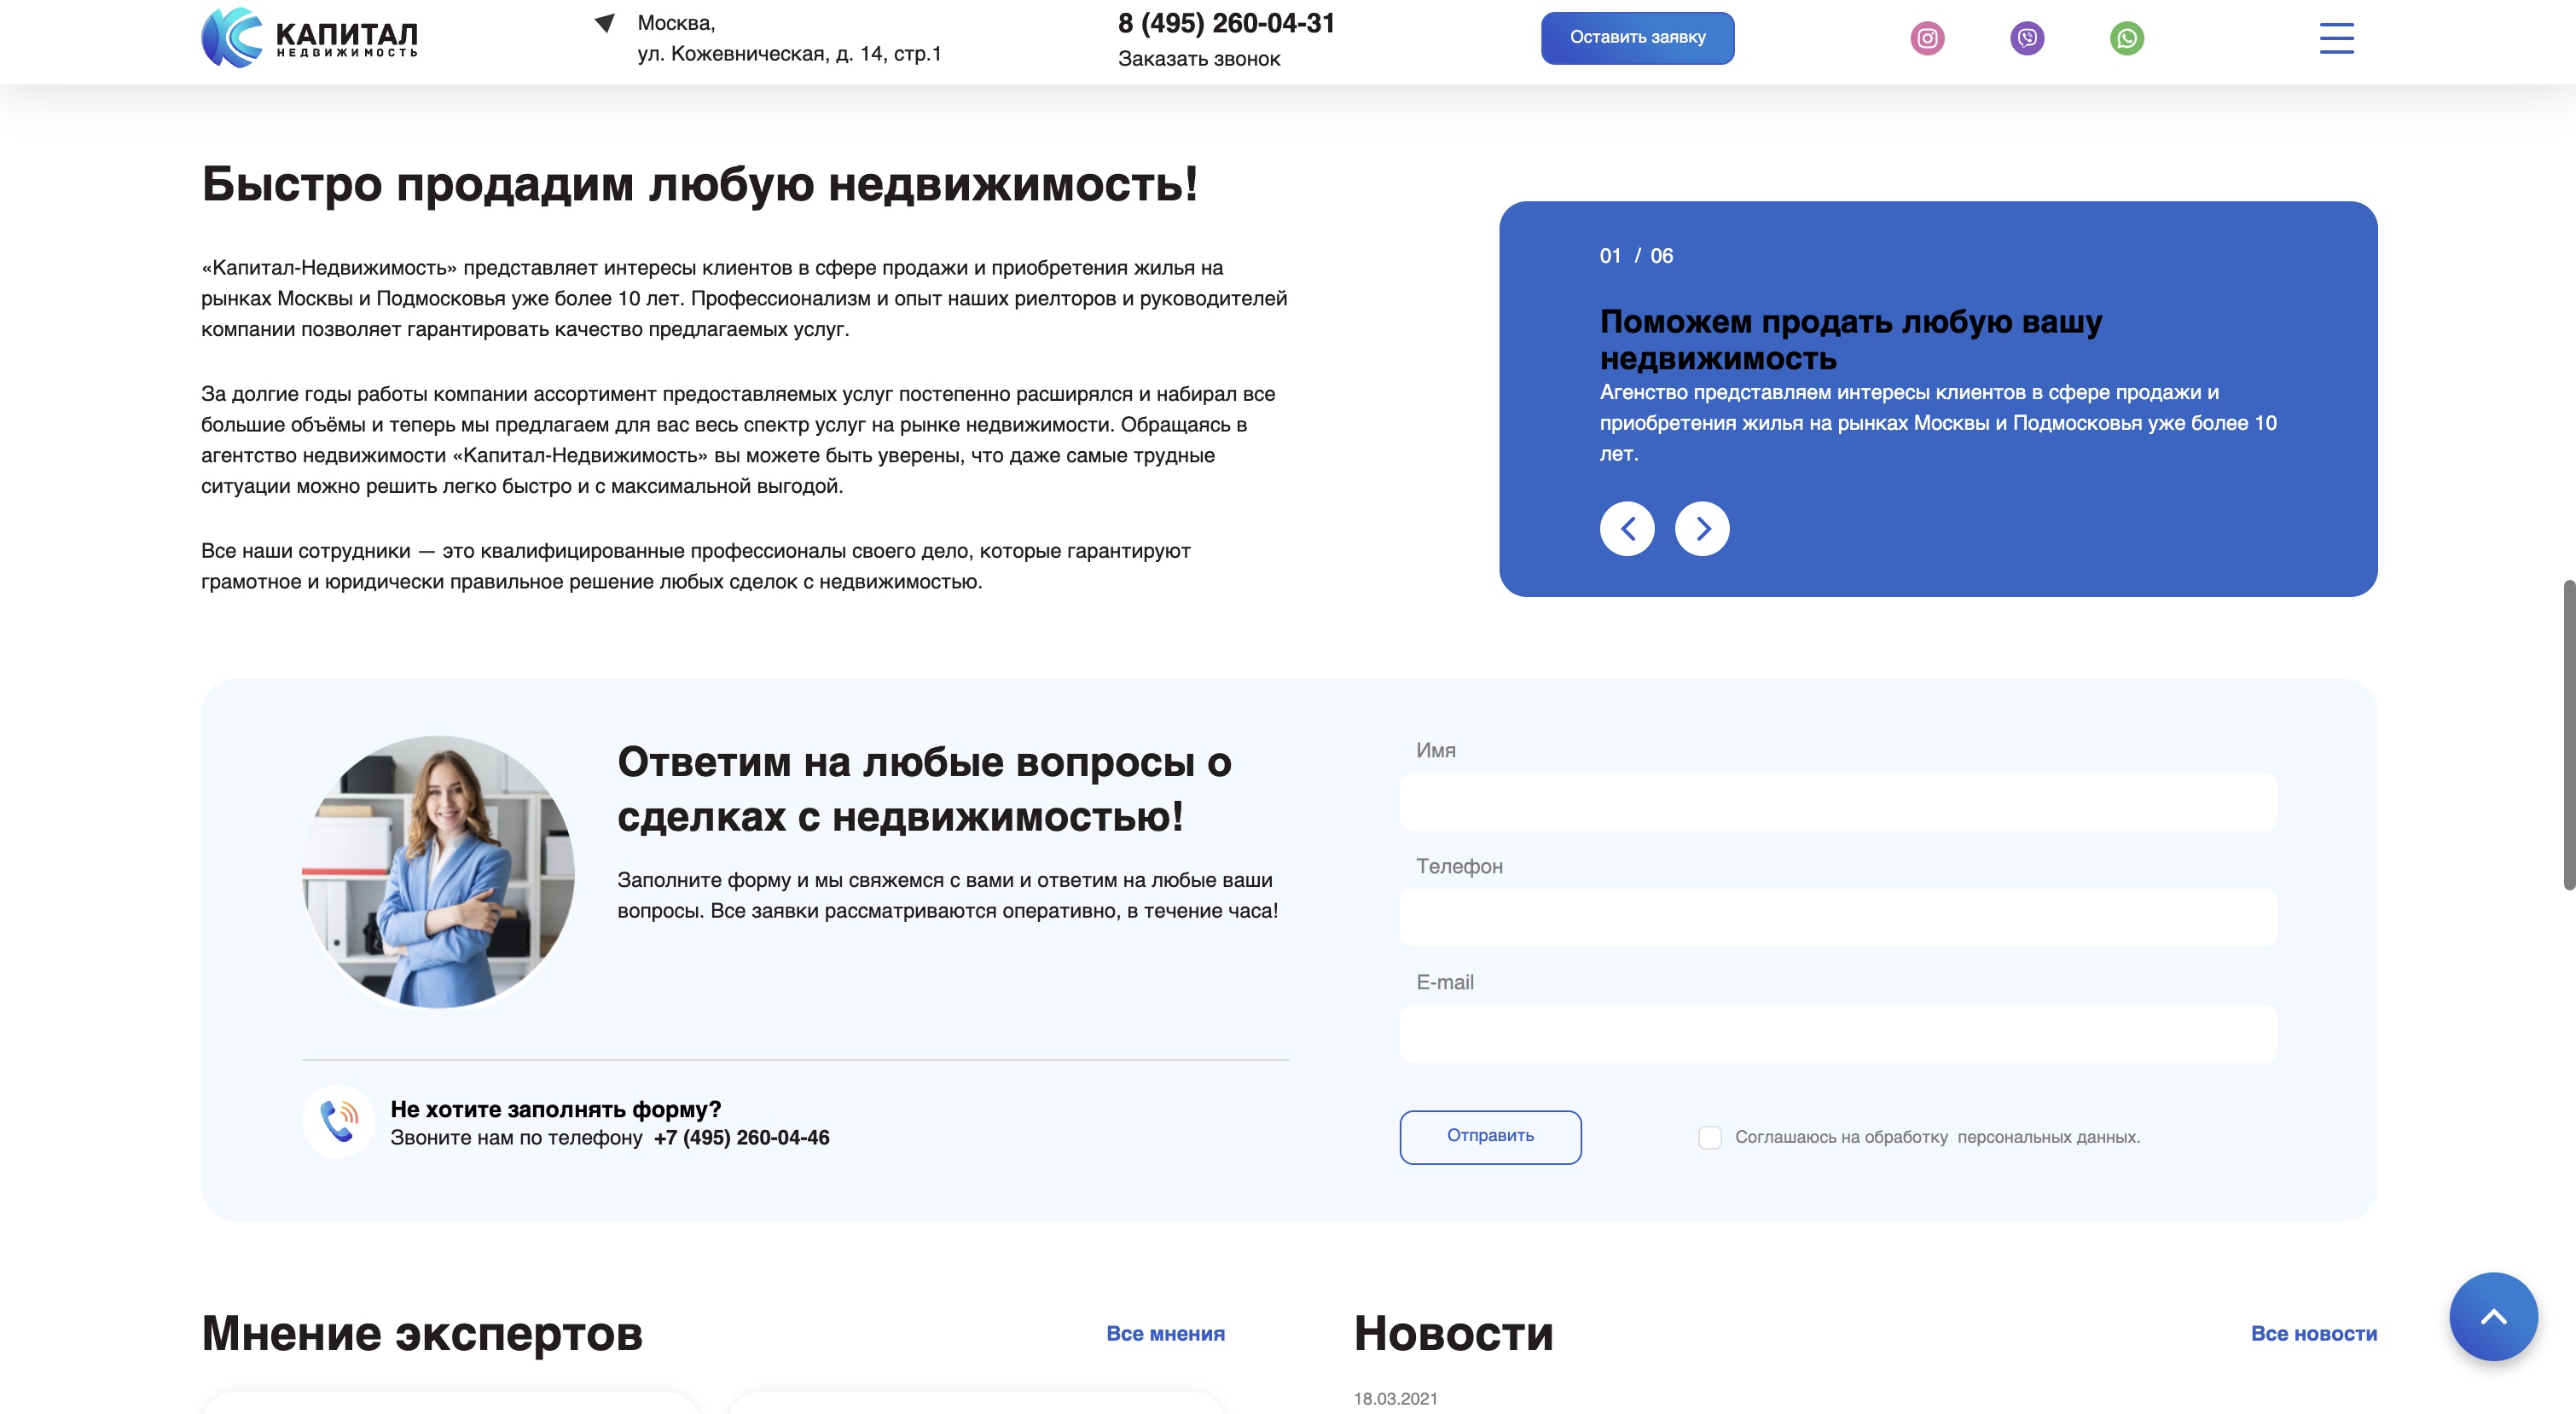 КАПИТАЛ
НЕДВИЖИМОСТЬ
Москва,
ул. Кожевническая, д. 14, стр.1
8 (495) 260-04-31
Заказать звонок
Оставить заявку
Быстро продадим любую недвижимость!
«Капитал-Недвижимость» представляет интересы клиентов в сфере продажи и приобретения жилья на
рынках Москвы и Подмосковья уже более 10 лет. Профессионализм и опыт наших риелторов и руководителей
компании позволяет гарантировать качество предлагаемых услуг.
За долгие годы работы компании ассортимент предоставляемых услуг постепенно расширялся и набирал все
большие объёмы и теперь мы предлагаем для вас весь спектр услуг на рынке недвижимости. Обращаясь в
агентство недвижимости «Капитал-Недвижимость» вы можете быть уверены, что даже самые трудные
ситуации можно решить легко быстро и с максимальной выгодой.
Все наши сотрудники — это квалифицированные профессионалы своего дело, которые гарантируют
грамотное и юридически правильное решение любых сделок с недвижимостью.
01 / 06
Поможем продать любую вашу
недвижимость
Агенство представляем интересы клиентов в сфере продажи и
приобретения жилья на рынках Москвы и Подмосковья уже более 10
лет.
Ответим на любые вопросы о
сделках с недвижимостью!
Заполните форму и мы свяжемся с вами и ответим на любые ваши
вопросы. Все заявки рассматриваются оперативно, в течение часа!
Не хотите заполнять форму?
Звоните нам по телефону +7 (495) 260-04-46
Имя
Телефон
E-mail
Отправить
Соглашаюсь на обработку персональных данных.
Мнение экспертов
Все мнения
Новости
Все новости
18.03.2021